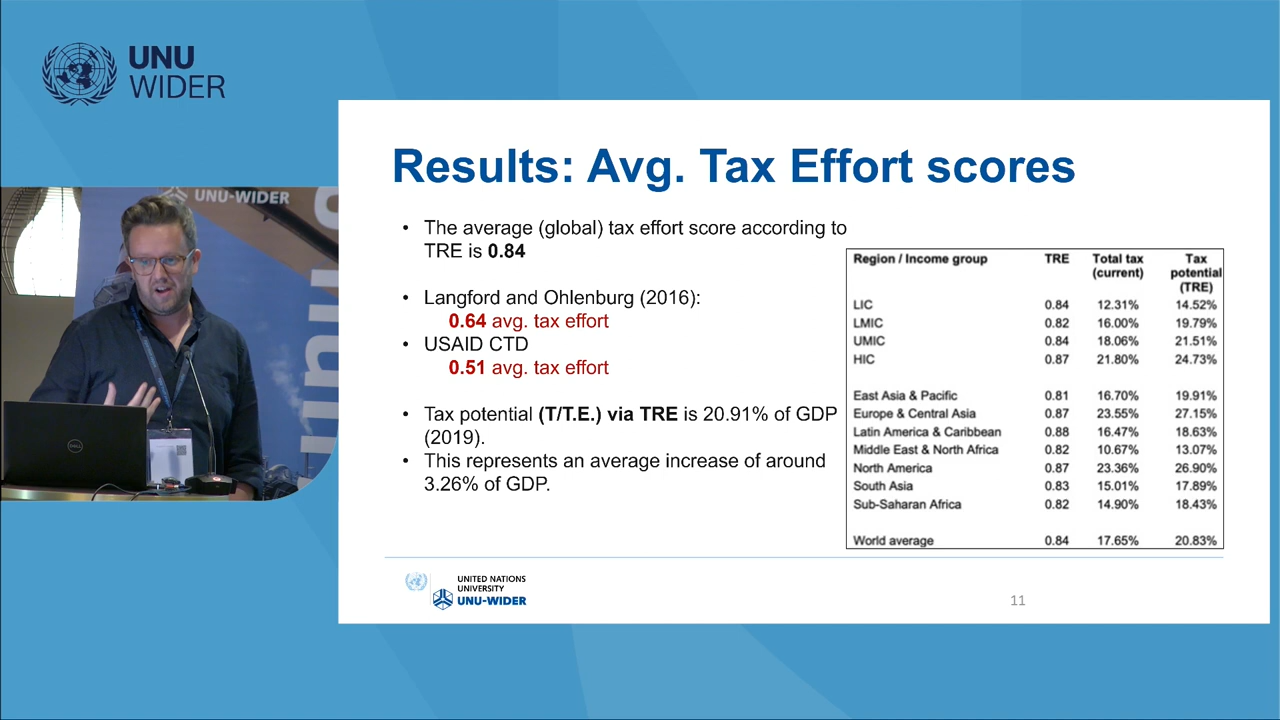 UNU
WIDER
UNU-WIDER
Results: Avg. Tax Effort scores
• The average (global) tax effort score according to
TRE is 0.84
• Langford and Ohlenburg (2016):
0.64 avg. tax effort
• USAID CTD
0.51 avg. tax effort
• Tax potential (T/T.E.) via TRE is 20.91% of GDP
(2019).
• This represents an average increase of around
3.26% of GDP.
Region / Income group TRE Total tax (current) Tax potential (TRE)
LIC 0.84 12.31% 14.52%
LMIC 0.82 16.00% 19.79%
UMIC 0.84 18.06% 21.51%
HIC 0.87 21.80% 24.73%
East Asia & Pacific 0.81 16.70% 19.91%
Europe & Central Asia 0.87 23.55% 27.15%
Latin America & Caribbean 0.88 16.47% 18.63%
Middle East & North Africa 0.82 10.67% 13.07%
North America 0.87 23.36% 26.90%
South Asia 0.83 15.01% 17.89%
Sub-Saharan Africa 0.82 14.90% 18.43%
World average 0.84 17.65% 20.83%
UNITED NATIONS
UNIVERSITY
UNU-WIDER
11
DELL